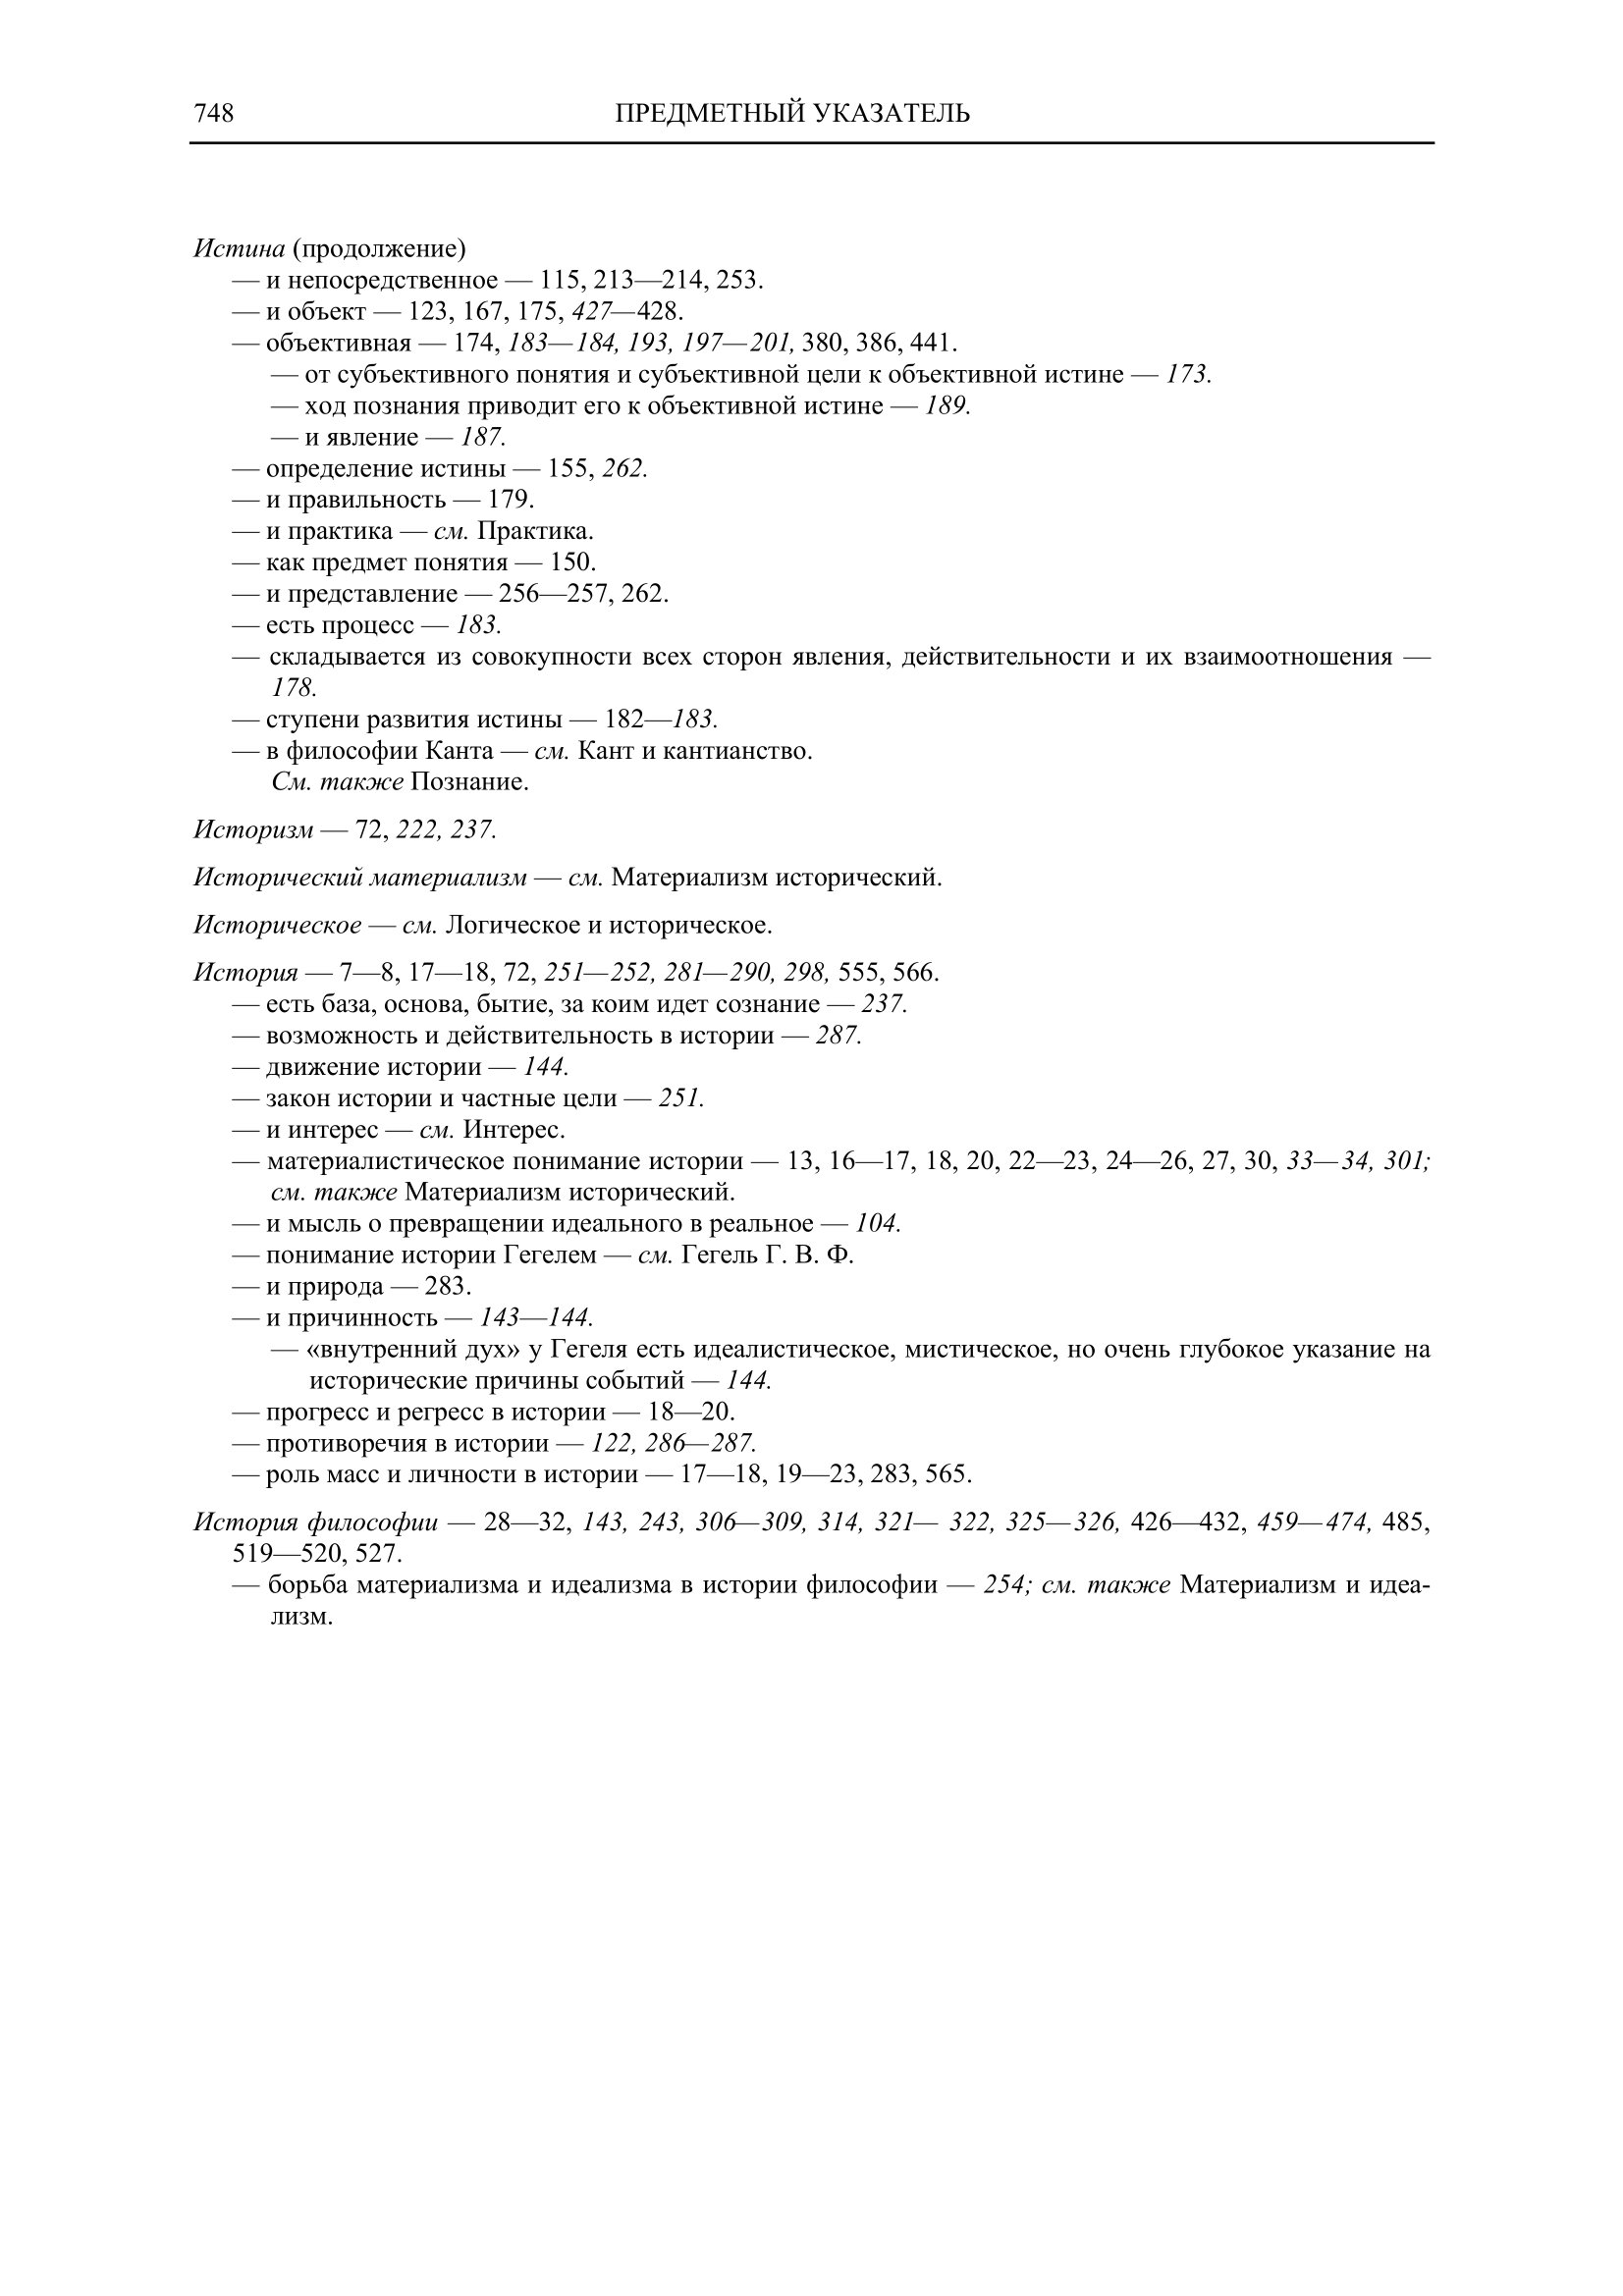 748
ПРЕДМЕТНЫЙ УКАЗАТЕЛЬ
Истина (продолжение)
— и непосредственное — 115, 213—214, 253.
— и объект — 123, 167, 175, 427—428.
— объективная — 174, 183—184, 193, 197—201, 380, 386, 441.
— от субъективного понятия и субъективной цели к объективной истине — 173.
— ход познания приводит его к объективной истине — 189.
— и явление — 187.
— определение истины — 155, 262.
— и правильность — 179.
— и практика — см. Практика.
— как предмет понятия — 150.
— и представление — 256—257, 262.
— есть процесс — 183.
— складывается из совокупности всех сторон явления, действительности и их взаимоотношения —
178.
— ступени развития истины — 182—183.
— в философии Канта — см. Кант и кантианство.
См. также Познание.
Историзм — 72, 222, 237.
Исторический материализм — см. Материализм исторический.
Историческое — см. Логическое и историческое.
История — 7—8, 17—18, 72, 251—252, 281—290, 298, 555, 566.
— есть база, основа, бытие, за коим идет сознание — 237.
— возможность и действительность в истории — 287.
— движение истории — 144.
— закон истории и частные цели — 251.
— и интерес — см. Интерес.
— материалистическое понимание истории — 13, 16—17, 18, 20, 22—23, 24—26, 27, 30, 33—34, 301;
см. также Материализм исторический.
— и мысль о превращении идеального в реальное — 104.
— понимание истории Гегелем — см. Гегель Г. В. Ф.
— и природа — 283.
— и причинность — 143—144.
— «внутренний дух» у Гегеля есть идеалистическое, мистическое, но очень глубокое указание на
исторические причины событий — 144.
— прогресс и регресс в истории — 18—20.
— противоречия в истории — 122, 286—287.
— роль масс и личности в истории — 17—18, 19—23, 283, 565.
История философии — 28—32, 143, 243, 306—309, 314, 321— 322, 325—326, 426—432, 459—474, 485,
519—520, 527.
— борьба материализма и идеализма в истории философии — 254; см. также Материализм и идеа-
лизм.